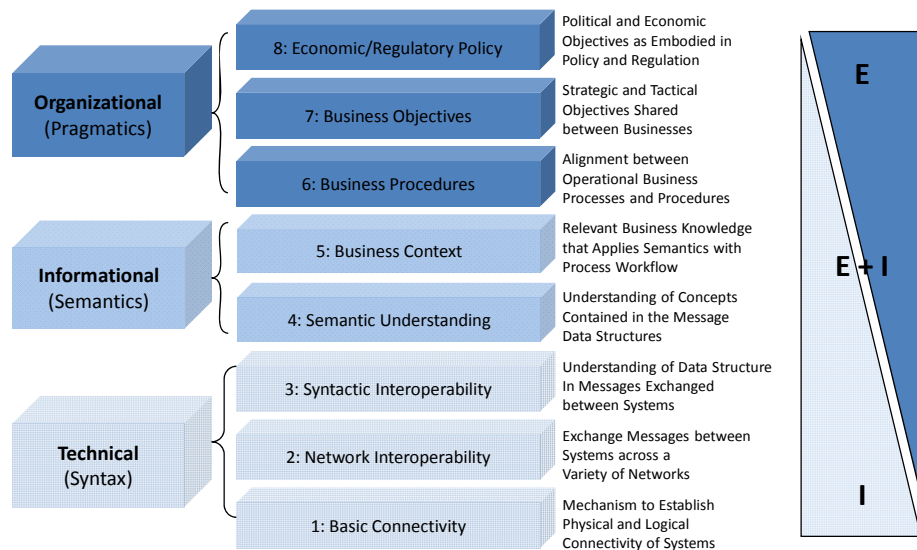 8: Economic/Regulatory Policy
Political and Economic
Objectives as Embodied in
Policy and Regulation
Organizational
(Pragmatics)
7: Business Objectives
Strategic and Tactical
Objectives Shared
between Businesses
6: Business Procedures
Alignment between
Operational Business
Processes and Procedures
Informational
(Semantics)
5: Business Context
Relevant Business Knowledge
that Applies Semantics with
Process Workflow
4: Semantic Understanding
Understanding of Concepts
Contained in the Message
Data Structures
Technical
(Syntax)
3: Syntactic Interoperability
Understanding of Data Structure
In Messages Exchanged
between Systems
2: Network Interoperability
Exchange Messages between
Systems across a
Variety of Networks
1: Basic Connectivity
Mechanism to Establish
Physical and Logical
Connectivity of Systems
E
E + I
I